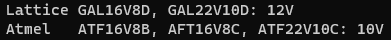 Lattice GAL16V8D, GAL22V10D: 12V
Atmel   ATF16V8B, AFT16V8C, ATF22V10C: 10V